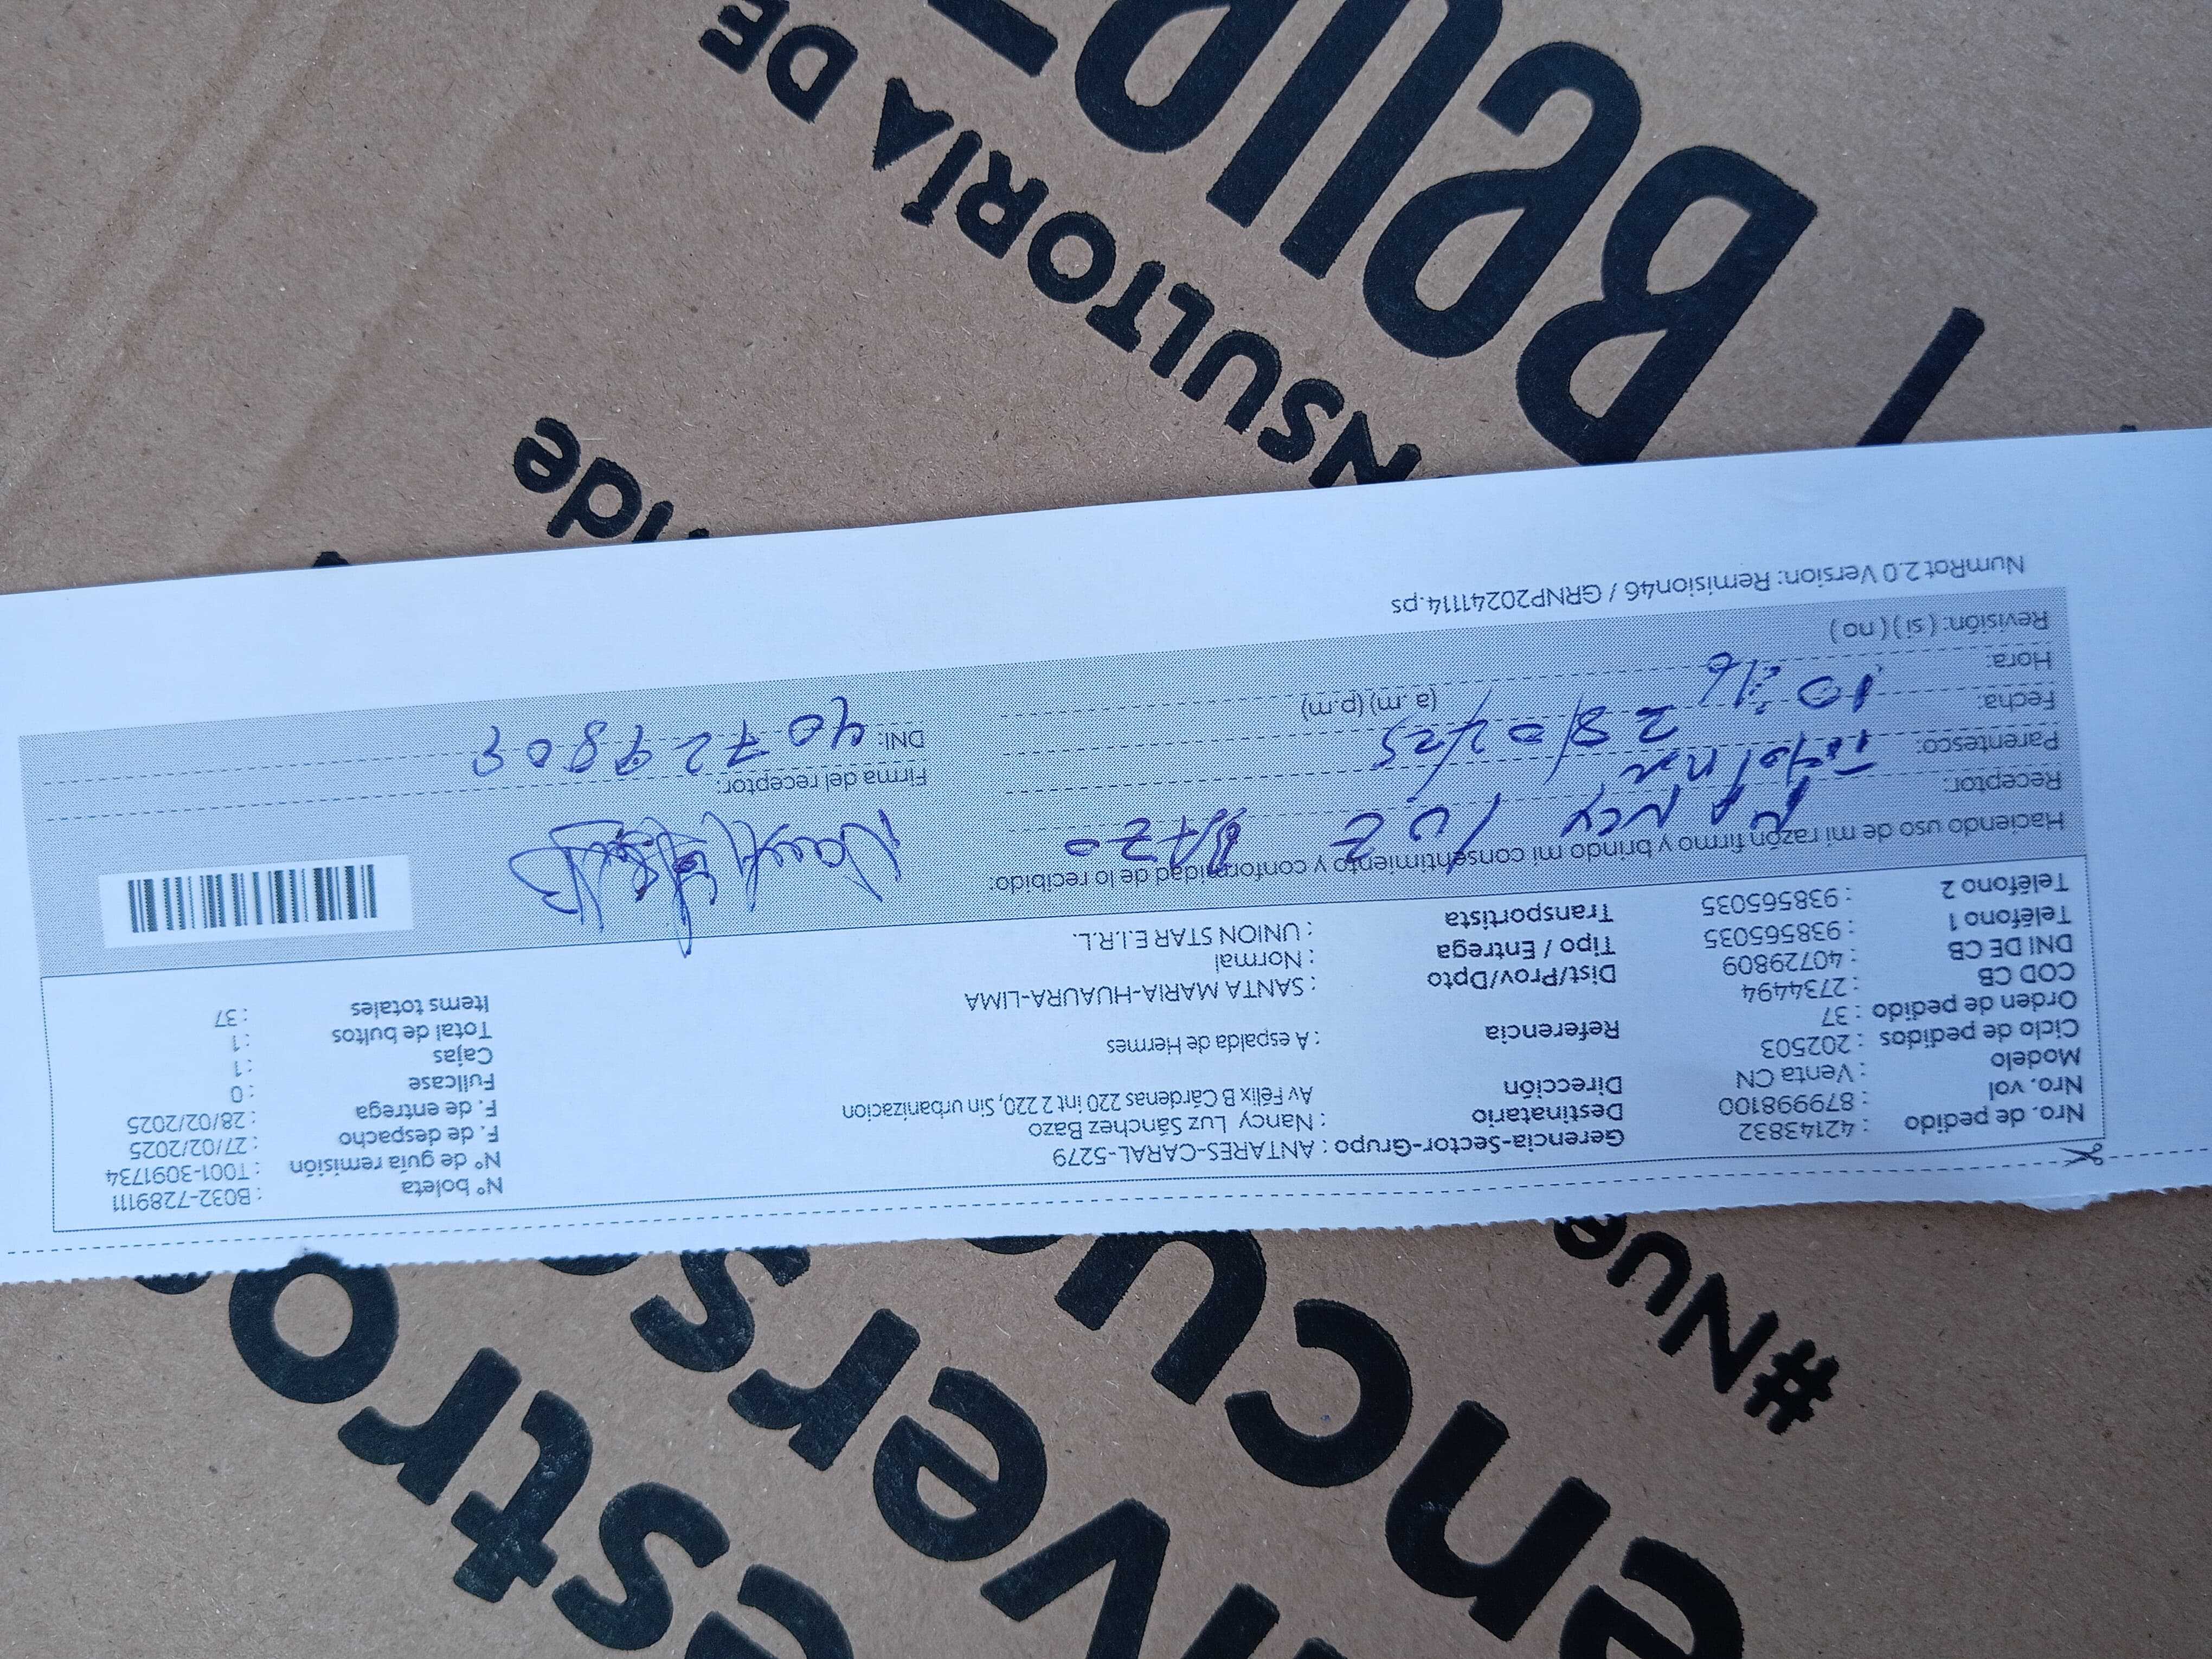 Nro. de pedido : 42143832
Nro. vol : 879998100
Modelo : Venta CN
Ciclo de pedidos : 202503
Orden de pedido : 37
COD CB : 2734494
DNI DE CB : 40729809
Teléfono 1 : 938565035
Teléfono 2 : 938565035
Gerencia-Sector-Grupo : ANTARES-CARAL-5279
Destinatario : Nancy Luz Sánchez Bazo
Dirección Av Félix B Cárdenas 220 int 2 220, Sin urbanizacion
Referencia : A espalda de Hermes
Dist/Prov/Dpto : SANTA MARIA-HUAURA-LIMA
Tipo / Entrega : Normal
Transportista : UNION STAR E.I.R.L.
N° boleta : B032-7289111
N° de guía remisión : T001-3091734
F. de despacho : 27/02/2025
F. de entrega : 28/02/2025
Fullcase : 0
Cajas : 1
Total de bultos : 1
Items totales : 37
Haciendo uso de mi razón firmo y brindo mi consentimiento y conformidad de lo recibido:
Receptor: Nancy Luz Bazo
Parentesco: Titular
Fecha: 28/02/25
Hora: 10:16 (a.m) (p.m)
Revisión: ( si ) ( no )
Firma del receptor:
DNI: 40729809
NumRot 2.0 Version: Remision46 / GRNP20241114.ps
#Nue
encu
vers
astro
NSULTORÍA DE